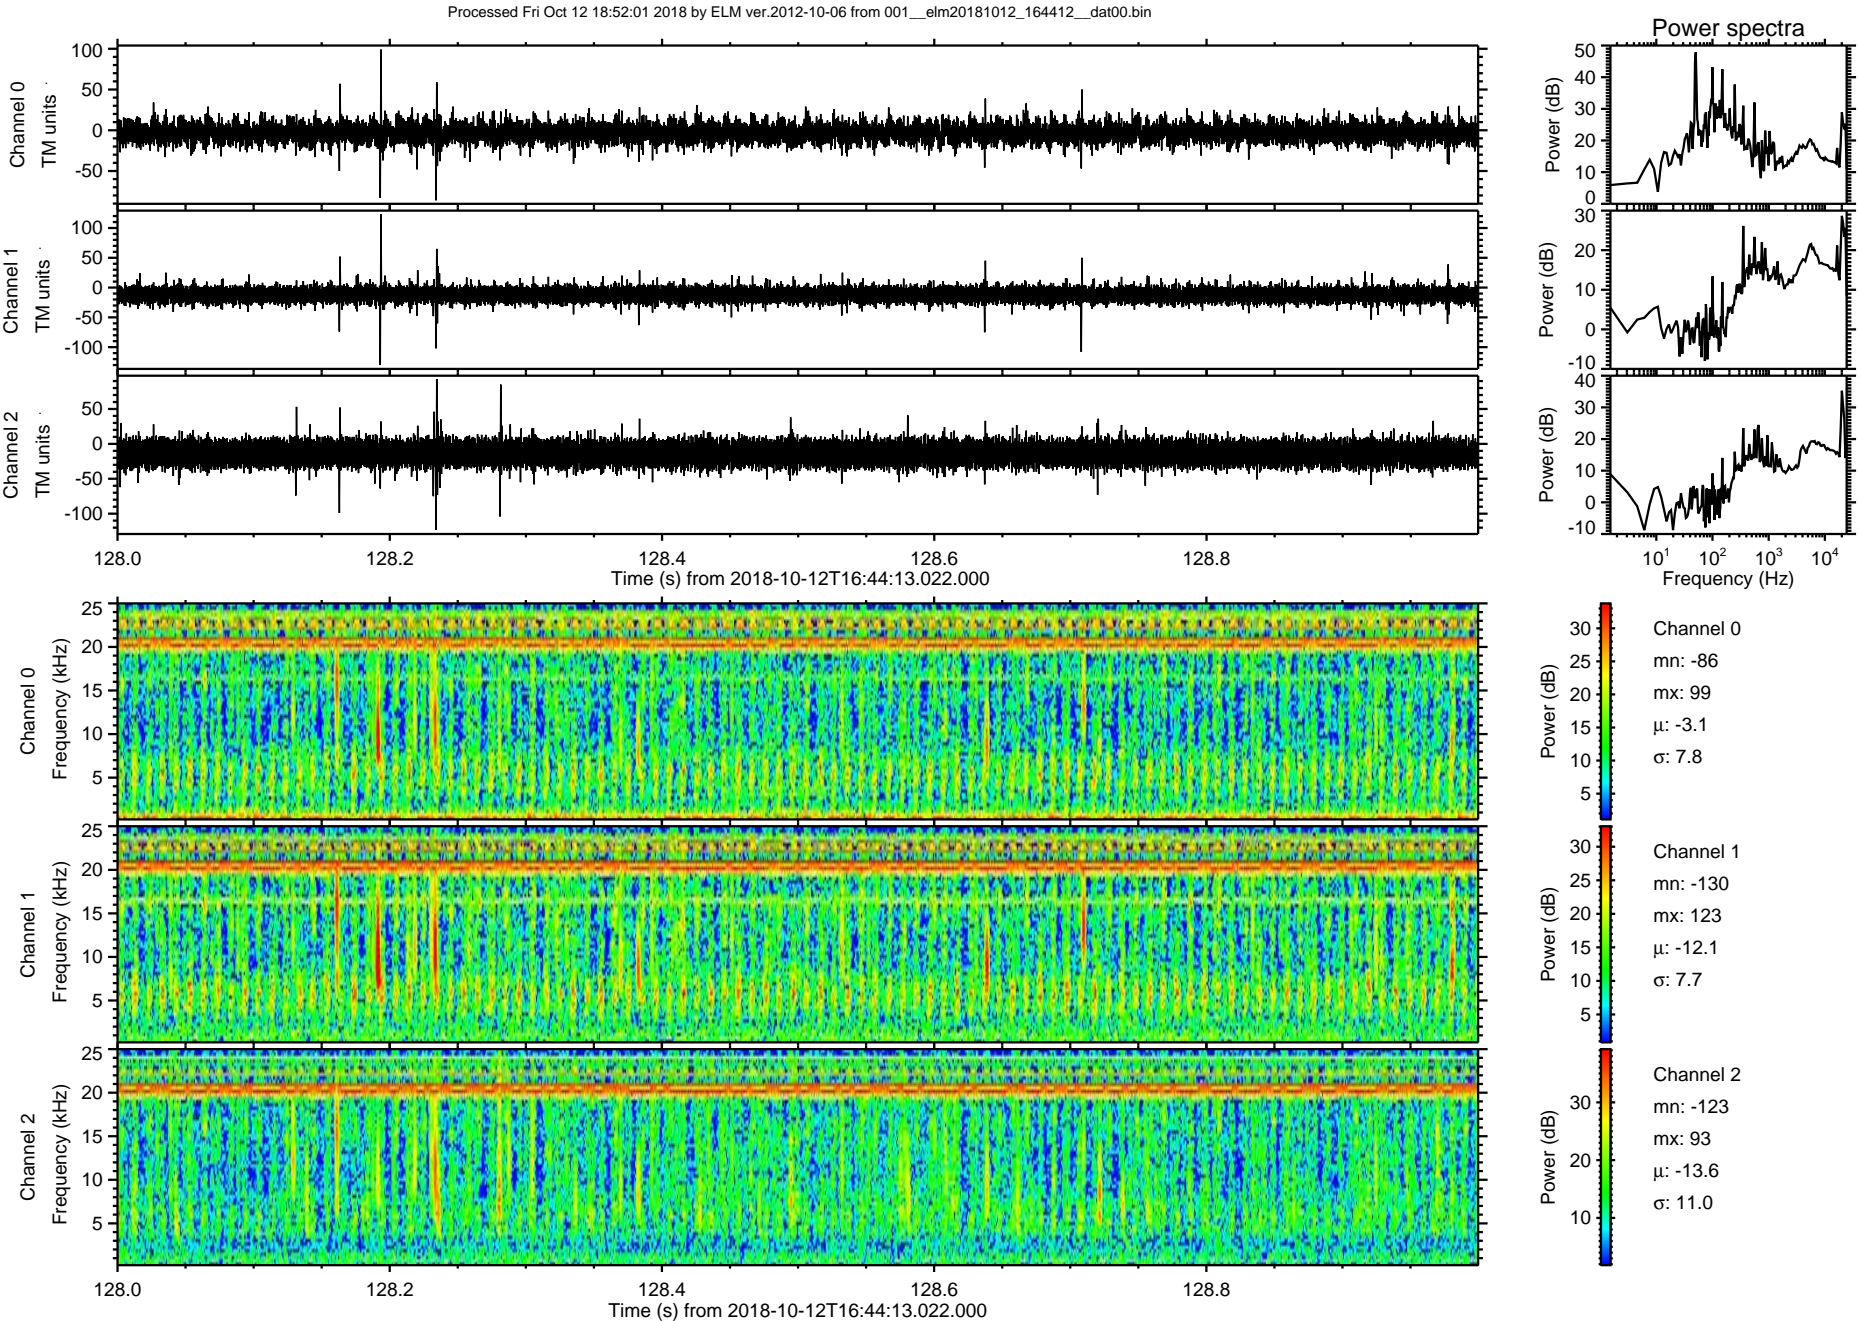 Processed Fri Oct 12 18:52:01 2018 by ELM ver.2012-10-06 from 001__elm20181012_164412__dat00.bin
Power spectra
Channel 0
TM units
100
50
0
-50
Power (dB)
50
40
30
20
10
0
Channel 1
TM units
100
50
0
-50
-100
Power (dB)
30
20
10
0
-10
Channel 2
TM units
50
0
-50
-100
Power (dB)
40
30
20
10
0
-10
128.0 128.2 128.4 128.6 128.8
Time (s) from 2018-10-12T16:44:13.022.000
10¹ 10² 10³ 10⁴
Frequency (Hz)
Channel 0
Frequency (kHz)
25
20
15
10
5
Power (dB)
30
25
20
15
10
5
Channel 0
mn: -86
mx: 99
µ: -3.1
σ: 7.8
Channel 1
Frequency (kHz)
25
20
15
10
5
Power (dB)
30
25
20
15
10
5
Channel 1
mn: -130
mx: 123
µ: -12.1
σ: 7.7
Channel 2
Frequency (kHz)
25
20
15
10
5
Power (dB)
30
20
10
Channel 2
mn: -123
mx: 93
µ: -13.6
σ: 11.0
128.0 128.2 128.4 128.6 128.8
Time (s) from 2018-10-12T16:44:13.022.000